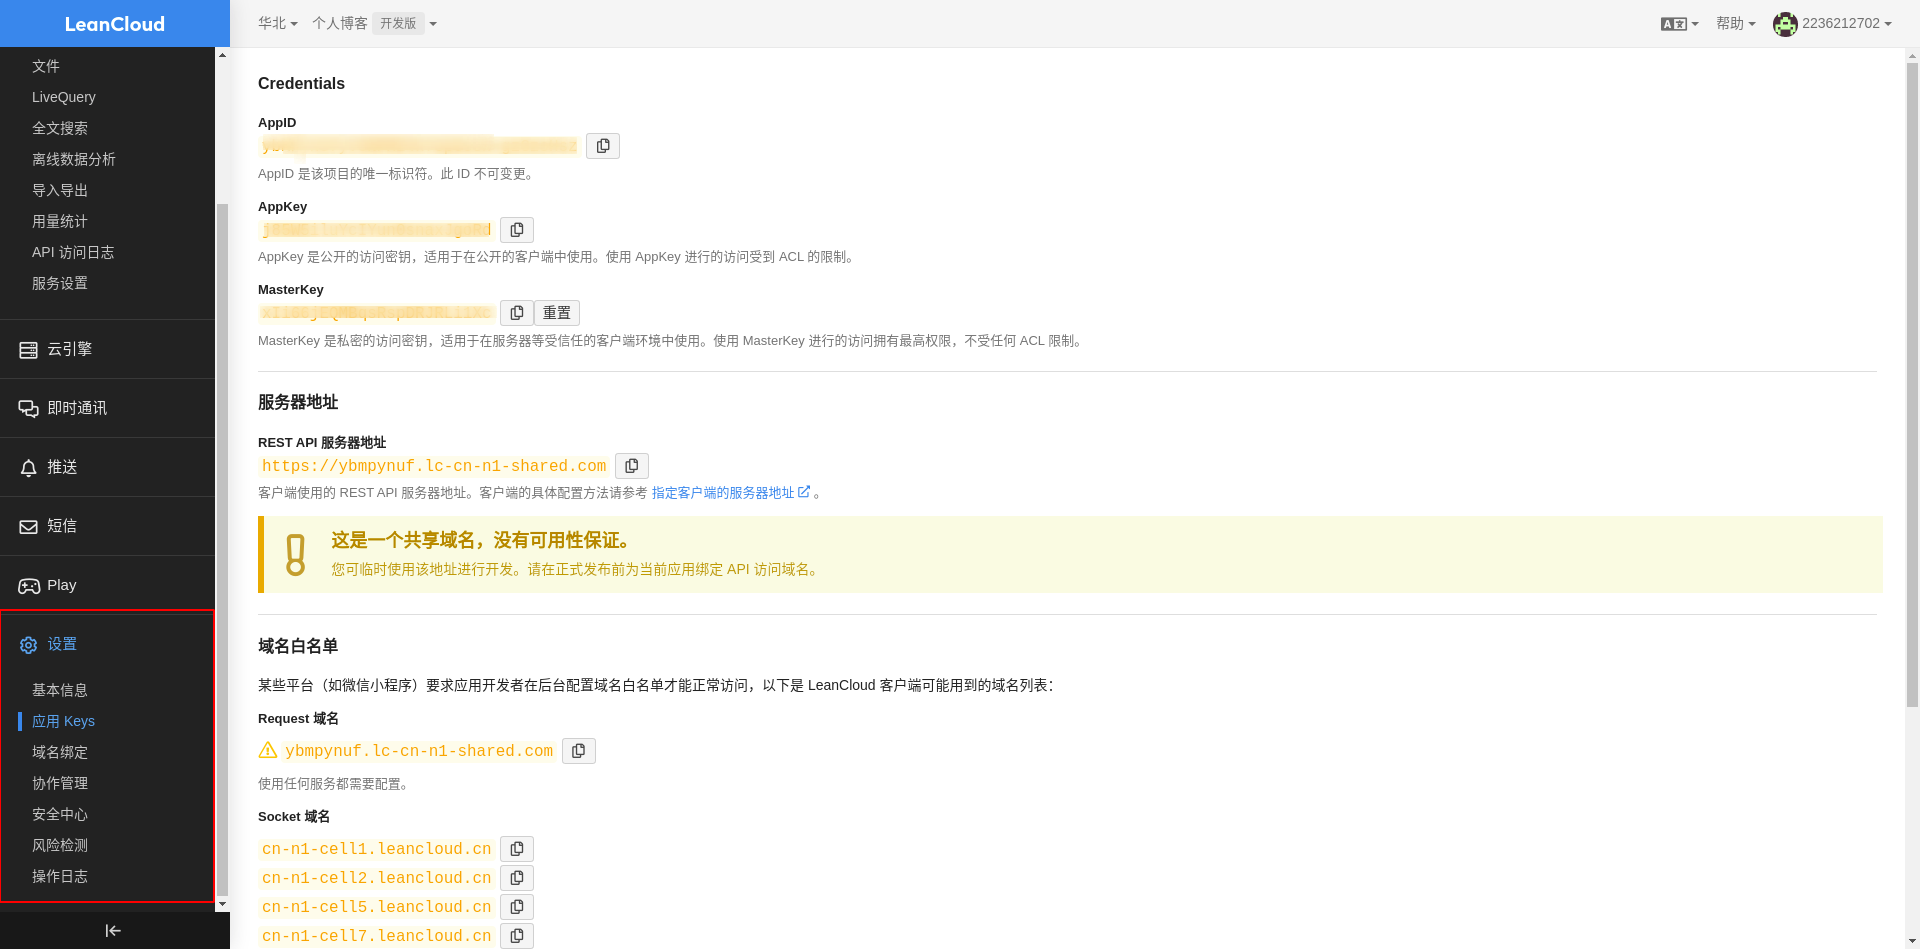 LeanCloud
华北
个人博客 开发版
帮助
2236212702
文件
LiveQuery
全文搜索
离线数据分析
导入导出
用量统计
API 访问日志
服务设置
云引擎
即时通讯
推送
短信
Play
设置
基本信息
应用 Keys
域名绑定
协作管理
安全中心
风险检测
操作日志
Credentials
AppID
AppID 是该项目的唯一标识符。此 ID 不可变更。
AppKey
AppKey 是公开的访问密钥，适用于在公开的客户端中使用。使用 AppKey 进行的访问受到 ACL 的限制。
MasterKey
重置
MasterKey 是私密的访问密钥，适用于在服务器等受信任的客户端环境中使用。使用 MasterKey 进行的访问拥有最高权限，不受任何 ACL 限制。
服务器地址
REST API 服务器地址
https://ybmpynuf.lc-cn-n1-shared.com
客户端使用的 REST API 服务器地址。客户端的具体配置方法请参考 指定客户端的服务器地址 。
这是一个共享域名，没有可用性保证。
您可临时使用该地址进行开发。请在正式发布前为当前应用绑定 API 访问域名。
域名白名单
某些平台（如微信小程序）要求应用开发者在后台配置域名白名单才能正常访问，以下是 LeanCloud 客户端可能用到的域名列表：
Request 域名
ybmpynuf.lc-cn-n1-shared.com
使用任何服务都需要配置。
Socket 域名
cn-n1-cell1.leancloud.cn
cn-n1-cell2.leancloud.cn
cn-n1-cell5.leancloud.cn
cn-n1-cell7.leancloud.cn